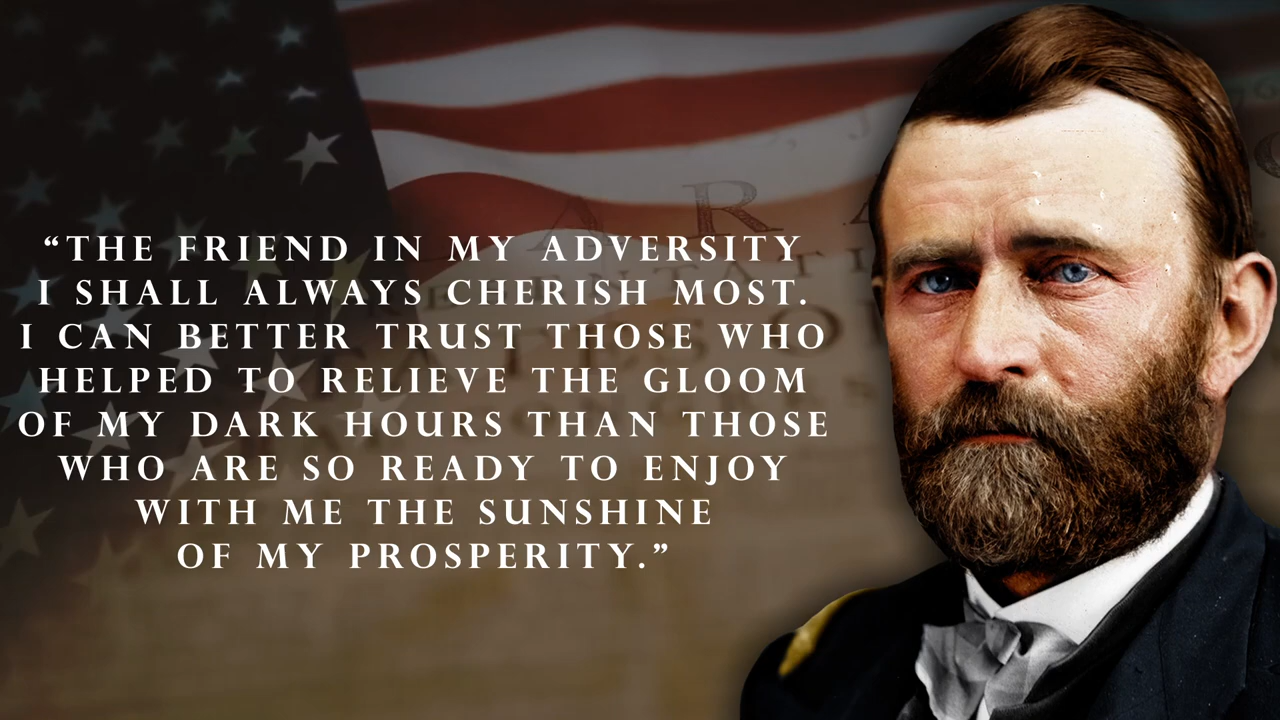 “THE FRIEND IN MY ADVERSITY
I SHALL ALWAYS CHERISH MOST.
I CAN BETTER TRUST THOSE WHO
HELPED TO RELIEVE THE GLOOM
OF MY DARK HOURS THAN THOSE
WHO ARE SO READY TO ENJOY
WITH ME THE SUNSHINE
OF MY PROSPERITY.”